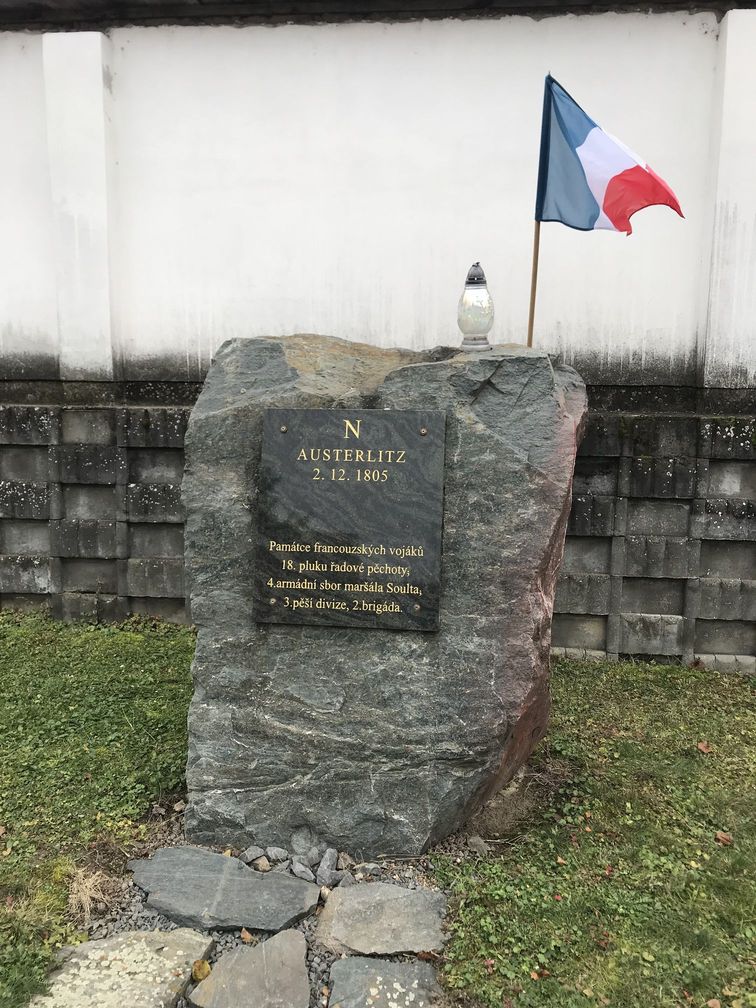 N
AUSTERLITZ
2. 12. 1805
Památce francouzských vojáků
18. pluku řadové pěchoty,
4.armádní sbor maršála Soulta,
3.pěší divize, 2.brigáda.